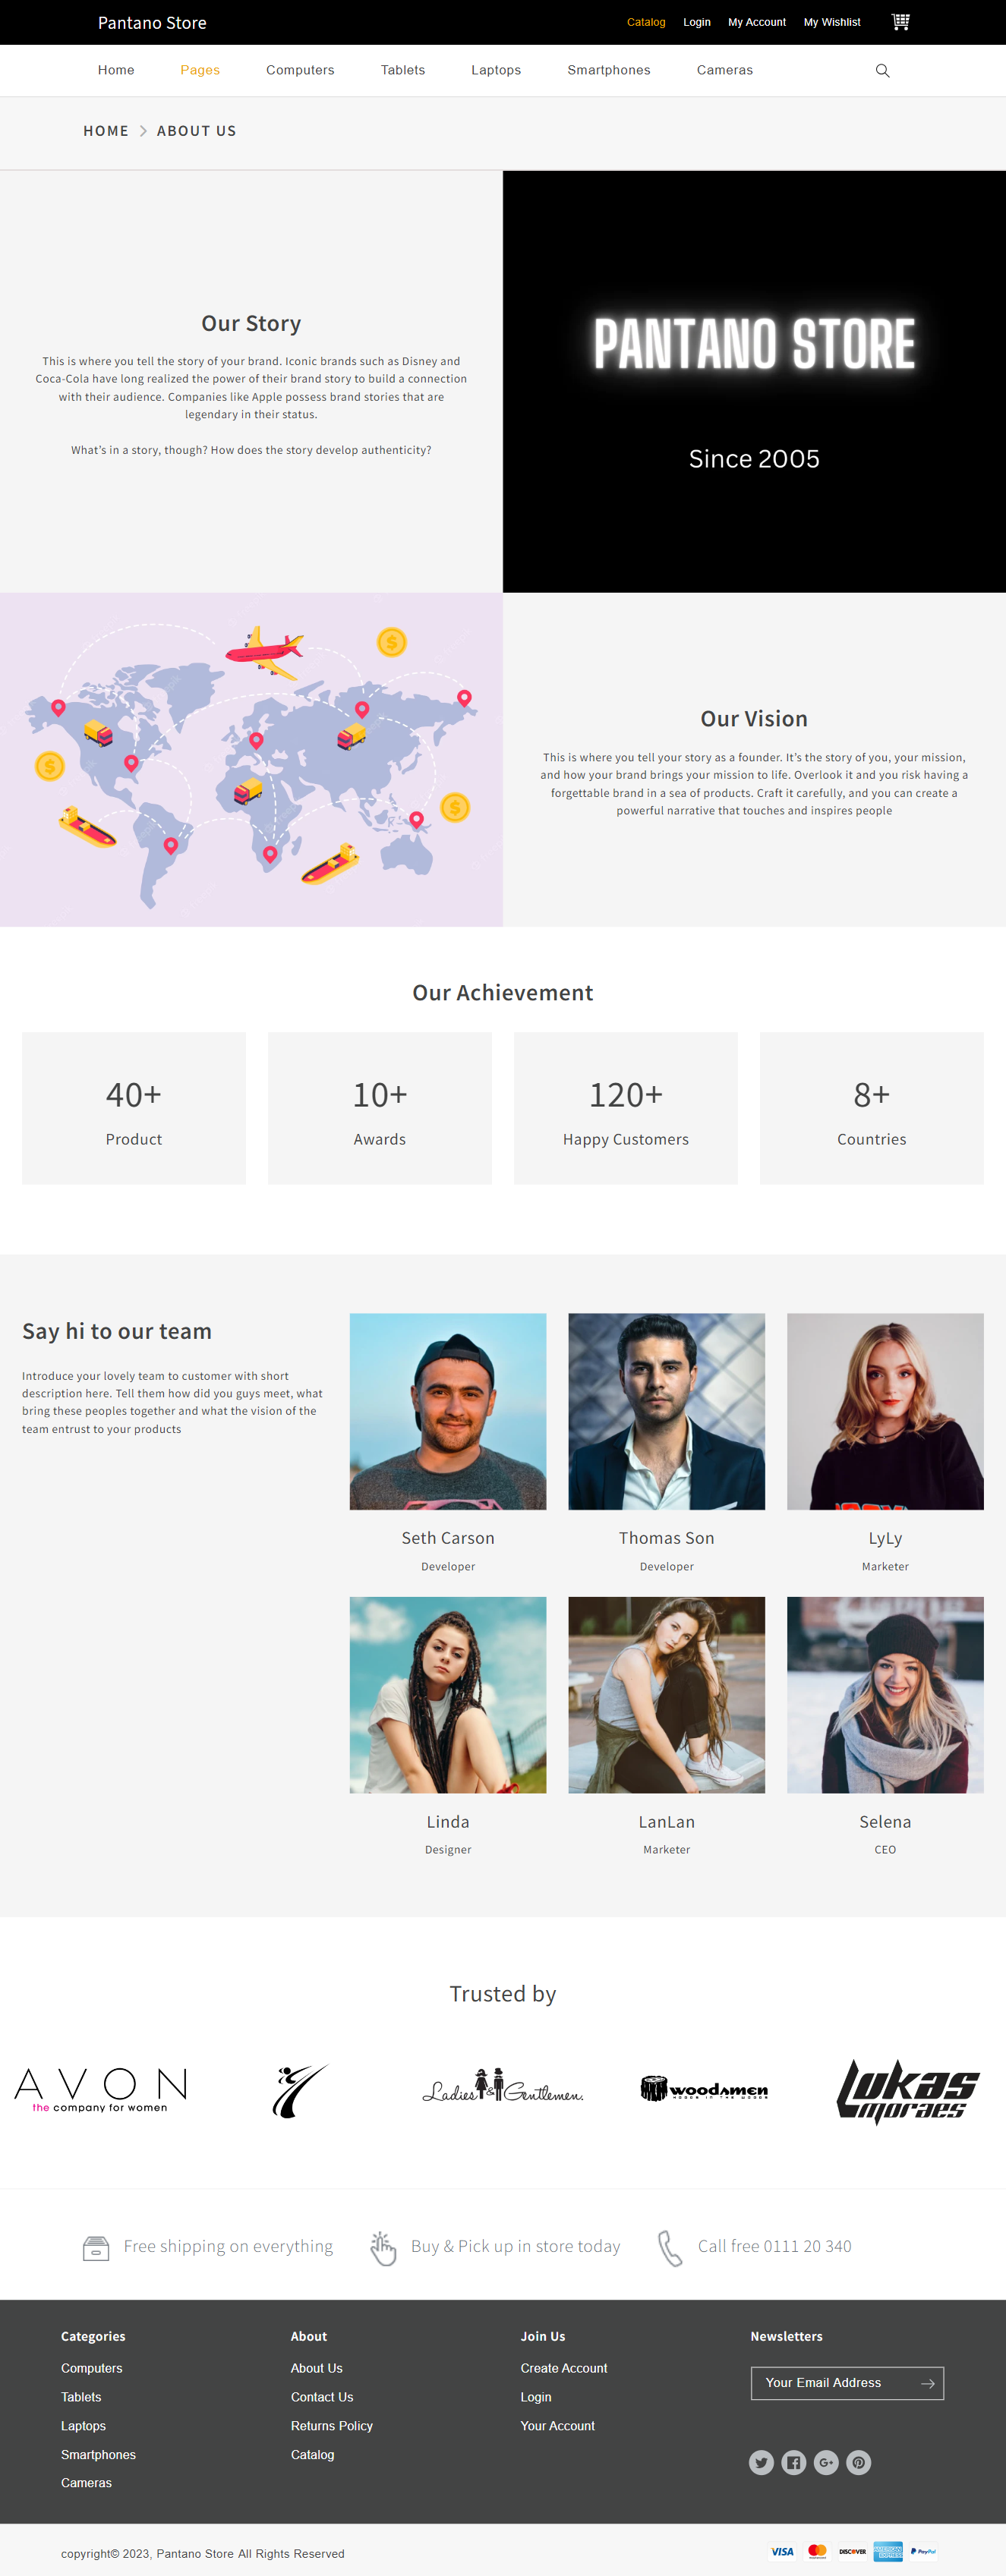 Pantano Store
Catalog
Login
My Account
My Wishlist
Home
Pages
Computers
Tablets
Laptops
Smartphones
Cameras
HOME > ABOUT US
Our Story
This is where you tell the story of your brand. Iconic brands such as Disney and
Coca-Cola have long realized the power of their brand story to build a connection
with their audience. Companies like Apple possess brand stories that are
legendary in their status.
What's in a story, though? How does the story develop authenticity?
PANTANO STORE
Since 2005
Our Vision
This is where you tell your story as a founder. It's the story of you, your mission,
and how your brand brings your mission to life. Overlook it and you risk having a
forgettable brand in a sea of products. Craft it carefully, and you can create a
powerful narrative that touches and inspires people
Our Achievement
40+
Product
10+
Awards
120+
Happy Customers
8+
Countries
Say hi to our team
Introduce your lovely team to customer with short
description here. Tell them how did you guys meet, what
bring these peoples together and what the vision of the
team entrust to your products
Seth Carson
Developer
Thomas Son
Developer
LyLy
Marketer
Linda
Designer
LanLan
Marketer
Selena
CEO
Trusted by
AVON
the company for women
Ladies & Gentlemen.
woodsmen
Lukas
moraes
Free shipping on everything
Buy & Pick up in store today
Call free 0111 20 340
Categories
Computers
Tablets
Laptops
Smartphones
Cameras
About
About Us
Contact Us
Returns Policy
Catalog
Join Us
Create Account
Login
Your Account
Newsletters
Your Email Address
copyright© 2023, Pantano Store All Rights Reserved
VISA
DISCOVER
AMERICAN EXPRESS
PayPal